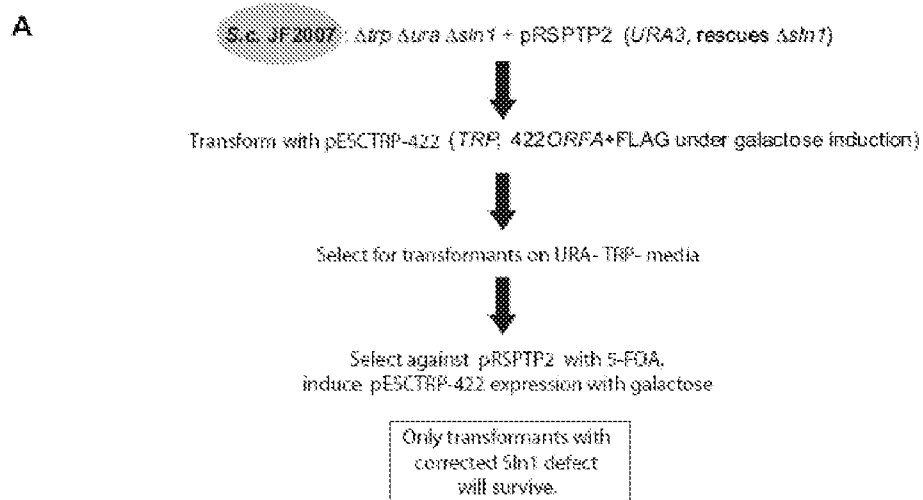 A
S.c. JF2007: Δtrp Δura Δsln1 + pRSPTP2 (URA3, rescues Δsln1)
Transform with pESCTRP-422 (TRP, 422ORFA+FLAG under galactose induction)
Select for transformants on URA- TRP- media
Select against pRSPTP2 with 5-FOA,
induce pESCTRP-422 expression with galactose
Only transformants with
corrected Sln1 defect
will survive.